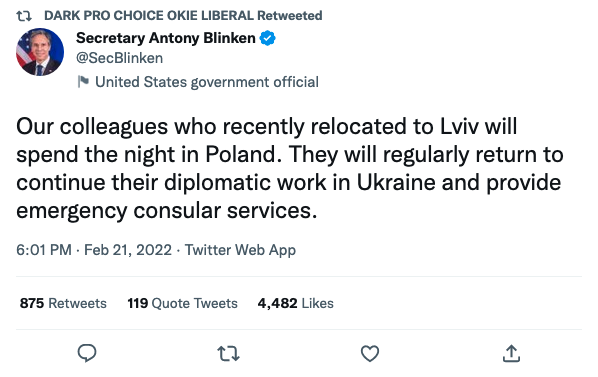 DARK PRO CHOICE OKIE LIBERAL Retweeted
Secretary Antony Blinken
@SecBlinken
United States government official
Our colleagues who recently relocated to Lviv will
spend the night in Poland. They will regularly return to
continue their diplomatic work in Ukraine and provide
emergency consular services.
6:01 PM · Feb 21, 2022 · Twitter Web App
875 Retweets 119 Quote Tweets 4,482 Likes